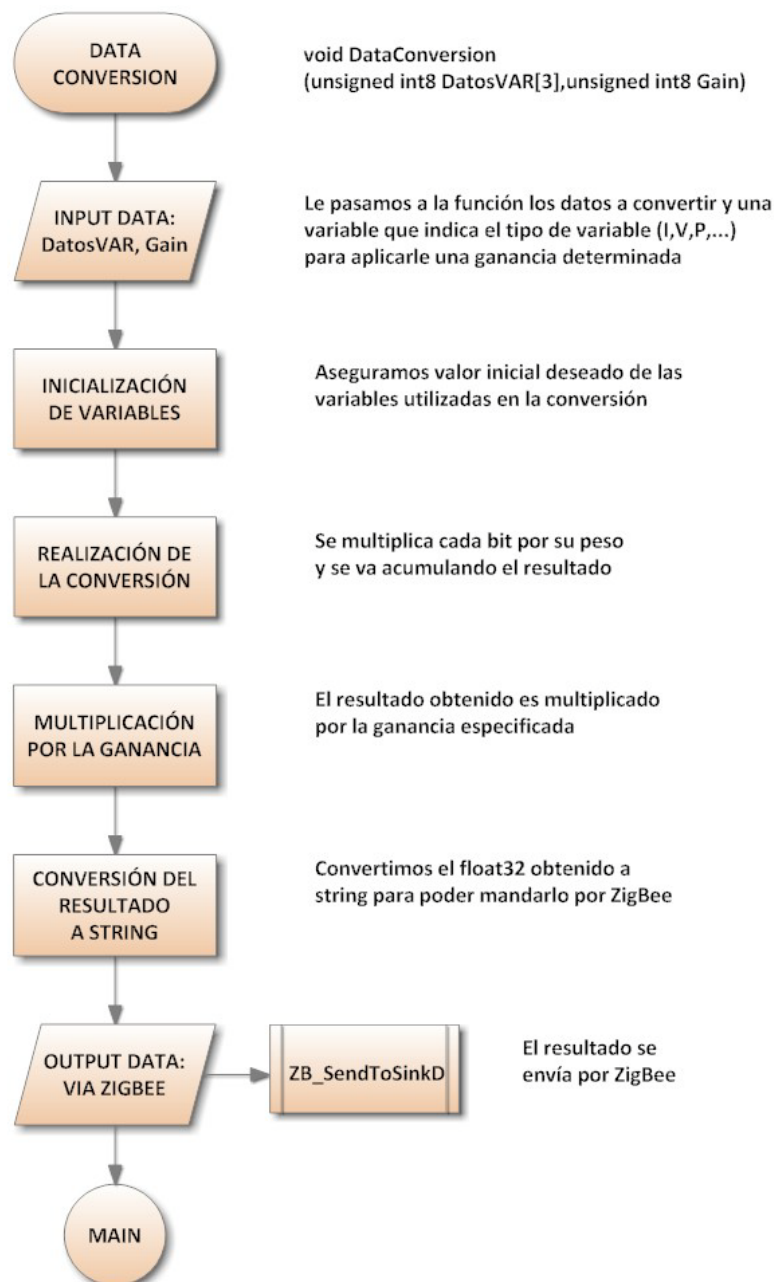 DATA
CONVERSION
void DataConversion
(unsigned int8 DatosVAR[3],unsigned int8 Gain)
INPUT DATA:
DatosVAR, Gain
Le pasamos a la función los datos a convertir y una
variable que indica el tipo de variable (I,V,P,...)
para aplicarle una ganancia determinada
INICIALIZACIÓN
DE VARIABLES
Aseguramos valor inicial deseado de las
variables utilizadas en la conversión
REALIZACIÓN DE
LA CONVERSIÓN
Se multiplica cada bit por su peso
y se va acumulando el resultado
MULTIPLICACIÓN
POR LA GANANCIA
El resultado obtenido es multiplicado
por la ganancia especificada
CONVERSIÓN DEL
RESULTADO
A STRING
Convertimos el float32 obtenido a
string para poder mandarlo por ZigBee
OUTPUT DATA:
VIA ZIGBEE
ZB_SendToSinkD
El resultado se
envía por ZigBee
MAIN